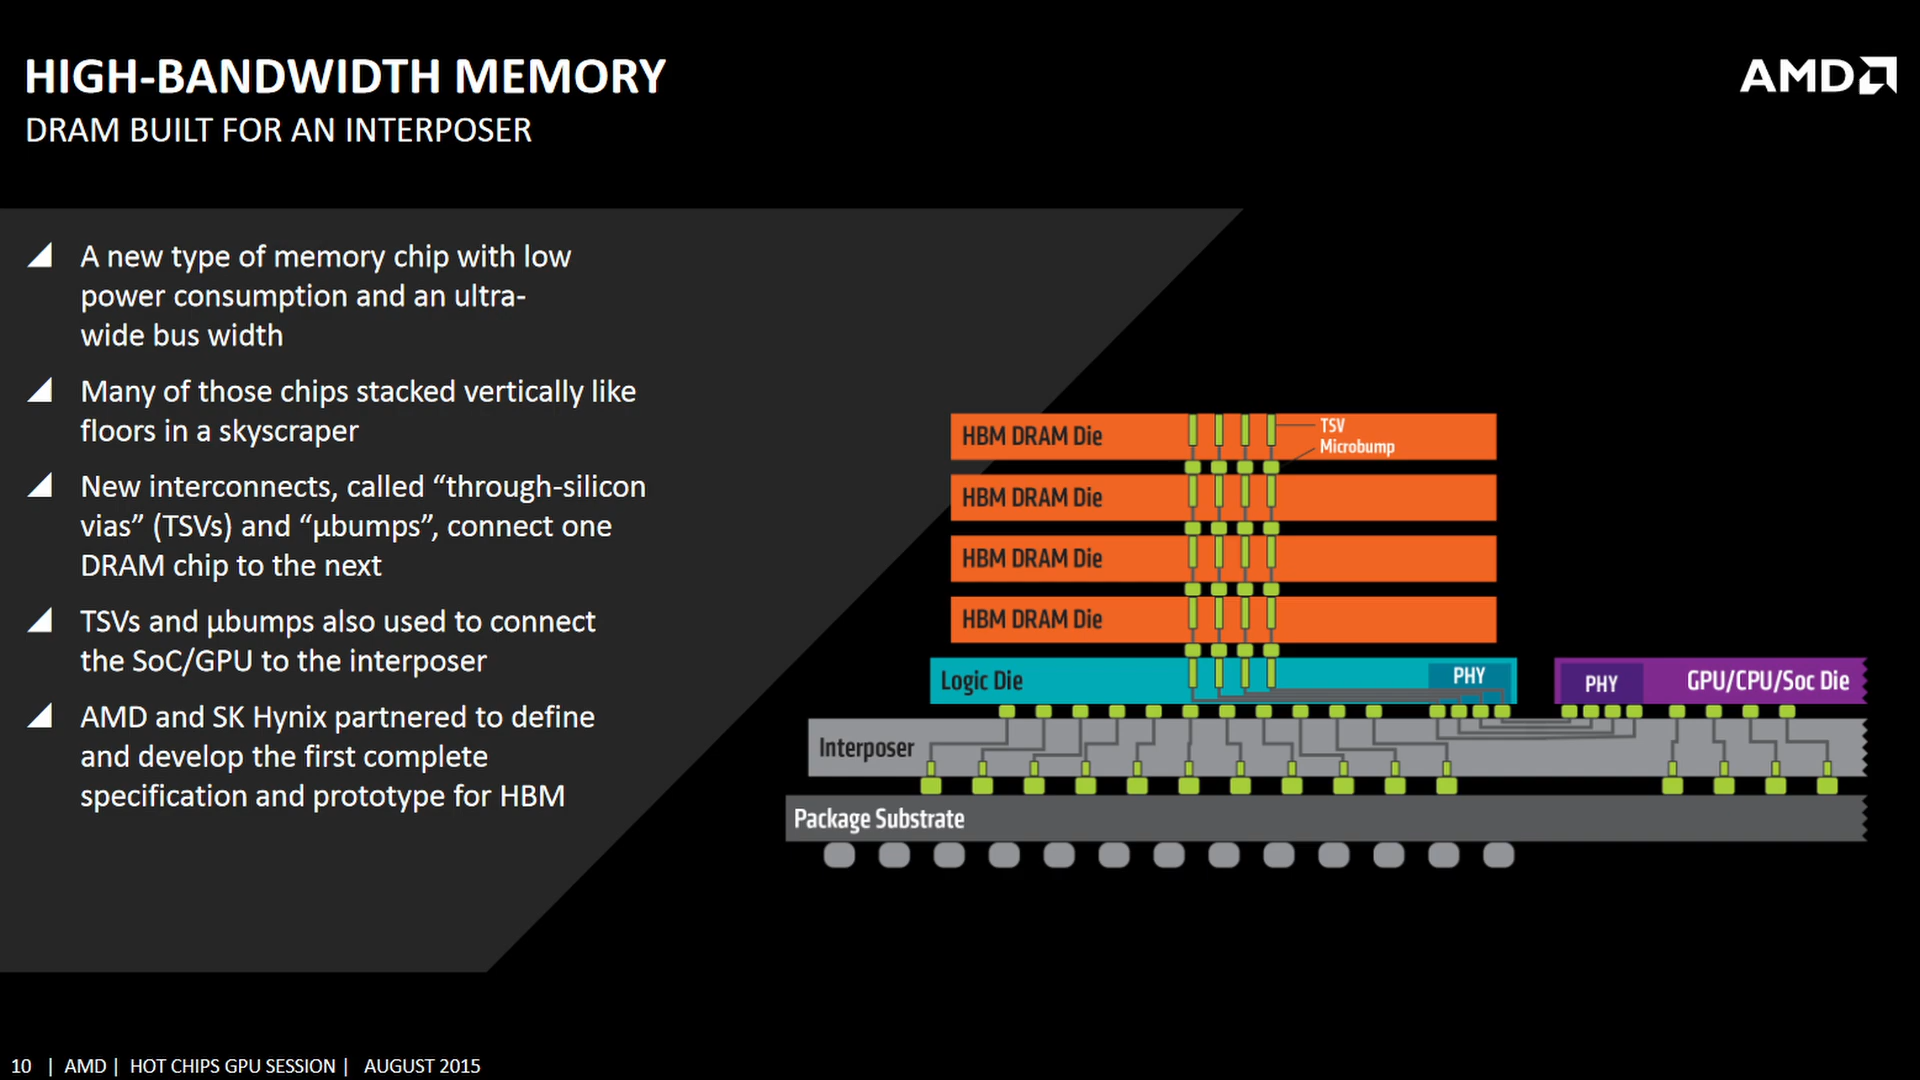 HIGH-BANDWIDTH MEMORY
DRAM BUILT FOR AN INTERPOSER
AMD
A new type of memory chip with low
power consumption and an ultra-
wide bus width
Many of those chips stacked vertically like
floors in a skyscraper
New interconnects, called “through-silicon
vias” (TSVs) and “µbumps”, connect one
DRAM chip to the next
TSVs and µbumps also used to connect
the SoC/GPU to the interposer
AMD and SK Hynix partnered to define
and develop the first complete
specification and prototype for HBM
HBM DRAM Die
TSV
Microbump
HBM DRAM Die
HBM DRAM Die
HBM DRAM Die
Logic Die
PHY
PHY
GPU/CPU/Soc Die
Interposer
Package Substrate
10 | AMD | HOT CHIPS GPU SESSION | AUGUST 2015